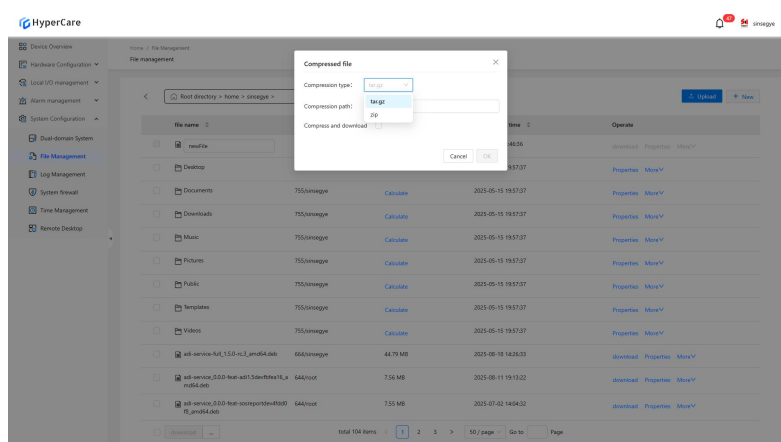 HyperCare
47
sinsegye
Device Overview
Hardware Configuration
Local I/O management
Alarm management
System Configuration
Dual-domain System
File Management
Log Management
System firewall
Time Management
Remote Desktop
Home / File Management
File management
Root directory > home > sinsegye >
Upload
+ New
Compressed file
Compression type:
tar.gz
tar.gz
zip
Compression path:
Compress and download
Cancel
OK
file name
time
Operate
newFile
:46:36
download Properties More
Desktop
Properties More
Documents 755/sinsegye Calculate 2025-05-15 19:57:37 Properties More
Downloads 755/sinsegye Calculate 2025-05-15 19:57:37 Properties More
Music 755/sinsegye Calculate 2025-05-15 19:57:37 Properties More
Pictures 755/sinsegye Calculate 2025-05-15 19:57:37 Properties More
Public 755/sinsegye Calculate 2025-05-15 19:57:37 Properties More
Templates 755/sinsegye Calculate 2025-05-15 19:57:37 Properties More
Videos 755/sinsegye Calculate 2025-05-15 19:57:37 Properties More
adi-service-full_1.5.0-rc.3_amd64.deb 664/sinsegye 44.79 MB 2025-08-18 14:26:33 download Properties More
644/root 7.56 MB 2025-08-11 19:13:22 download Properties More
md64.deb
644/root 7.55 MB 2025-07-02 14:04:32 download Properties More
f0_amd64.deb
download ...
total 104 items < 1 2 3 > 50 / page Go to Page